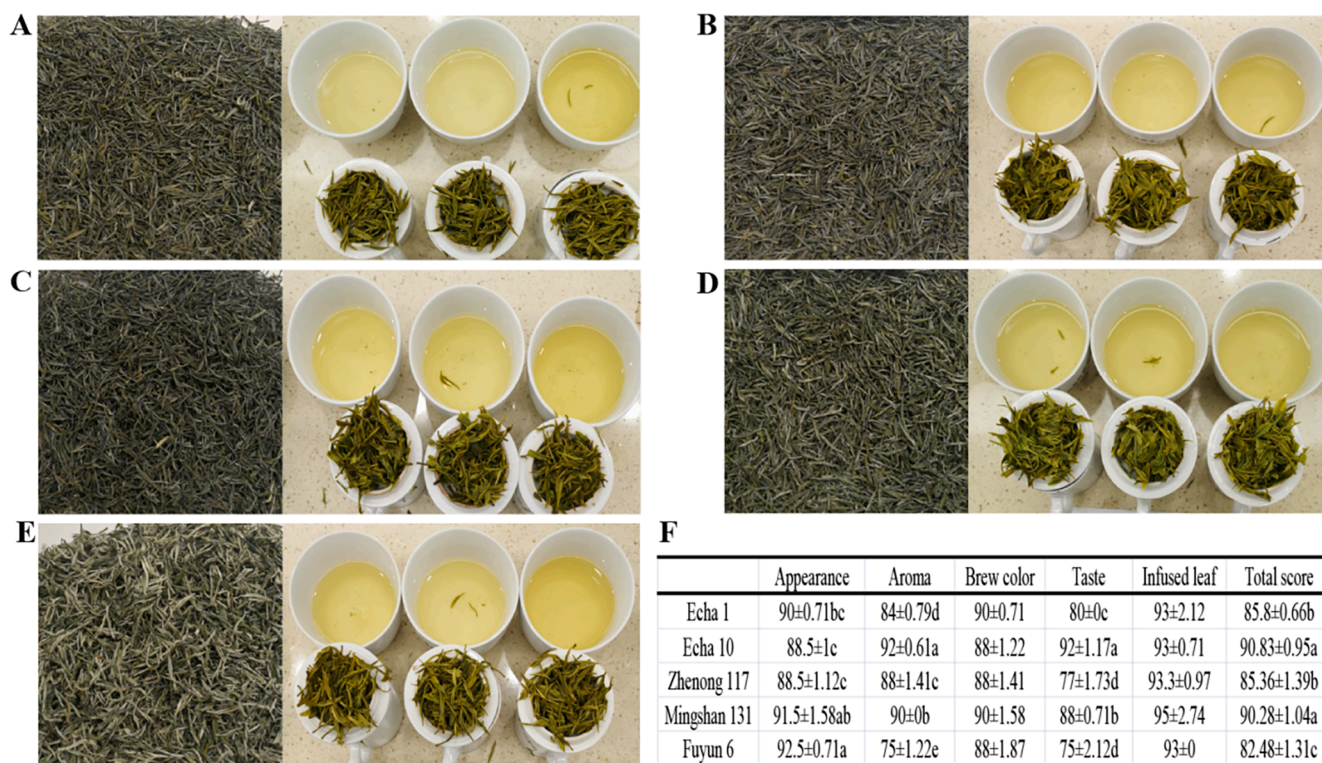 A
B
C
D
E
F
Appearance Aroma Brew color Taste Infused leaf Total score
Echa 1 90±0.71bc 84±0.79d 90±0.71 80±0c 93±2.12 85.8±0.66b
Echa 10 88.5±1c 92±0.61a 88±1.22 92±1.17a 93±0.71 90.83±0.95a
Zhenong 117 88.5±1.12c 88±1.41c 88±1.41 77±1.73d 93.3±0.97 85.36±1.39b
Mingshan 131 91.5±1.58ab 90±0b 90±1.58 88±0.71b 95±2.74 90.28±1.04a
Fuyun 6 92.5±0.71a 75±1.22e 88±1.87 75±2.12d 93±0 82.48±1.31c